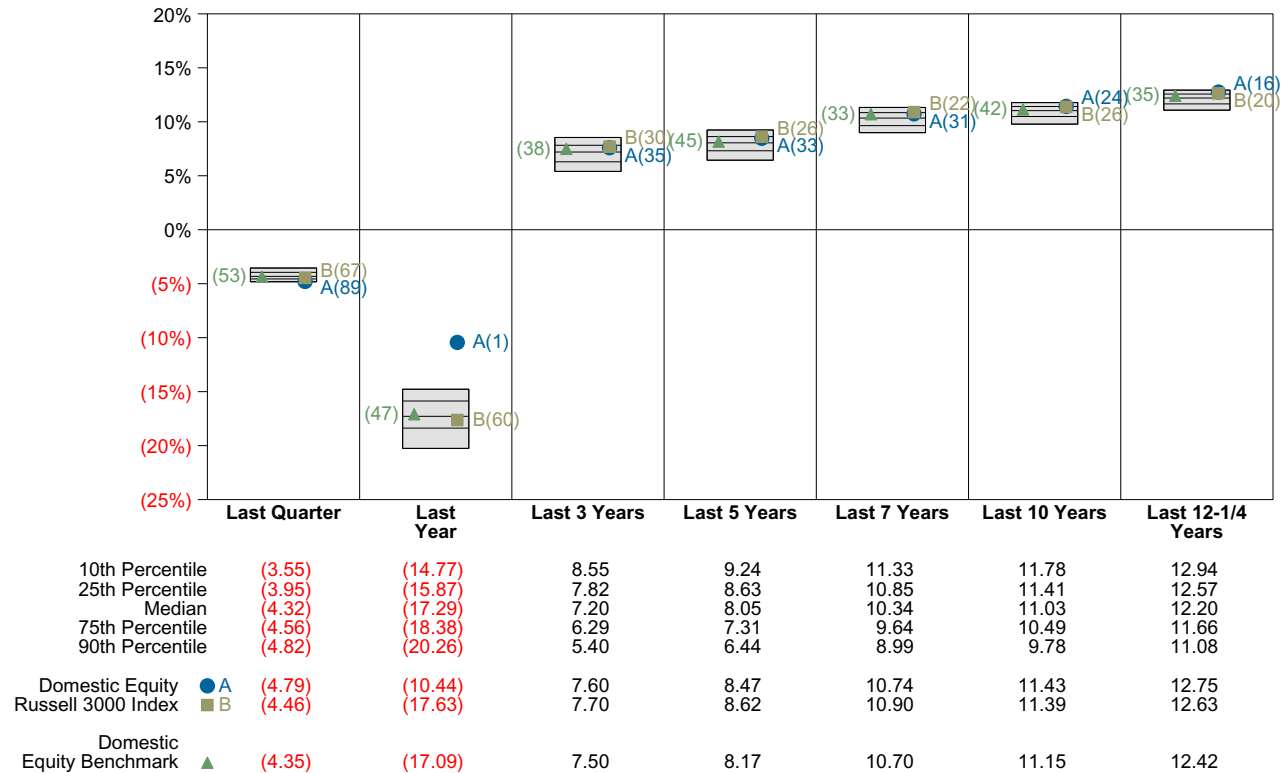 20%
15%
10%
5%
0%
(5%)
(10%)
(15%)
(20%)
(25%)
(53) B(67)
A(89)
A(1)
(47) B(60)
(38) B(30)
A(35)
(45) B(26)
A(33)
(33) B(22)
A(31)
(42) A(24)
B(26)
(35) A(16)
B(20)
Last Quarter Last Year Last 3 Years Last 5 Years Last 7 Years Last 10 Years Last 12-1/4 Years
10th Percentile (3.55) (14.77) 8.55 9.24 11.33 11.78 12.94
25th Percentile (3.95) (15.87) 7.82 8.63 10.85 11.41 12.57
Median (4.32) (17.29) 7.20 8.05 10.34 11.03 12.20
75th Percentile (4.56) (18.38) 6.29 7.31 9.64 10.49 11.66
90th Percentile (4.82) (20.26) 5.40 6.44 8.99 9.78 11.08
Domestic Equity A (4.79) (10.44) 7.60 8.47 10.74 11.43 12.75
Russell 3000 Index B (4.46) (17.63) 7.70 8.62 10.90 11.39 12.63
Domestic
Equity Benchmark (4.35) (17.09) 7.50 8.17 10.70 11.15 12.42